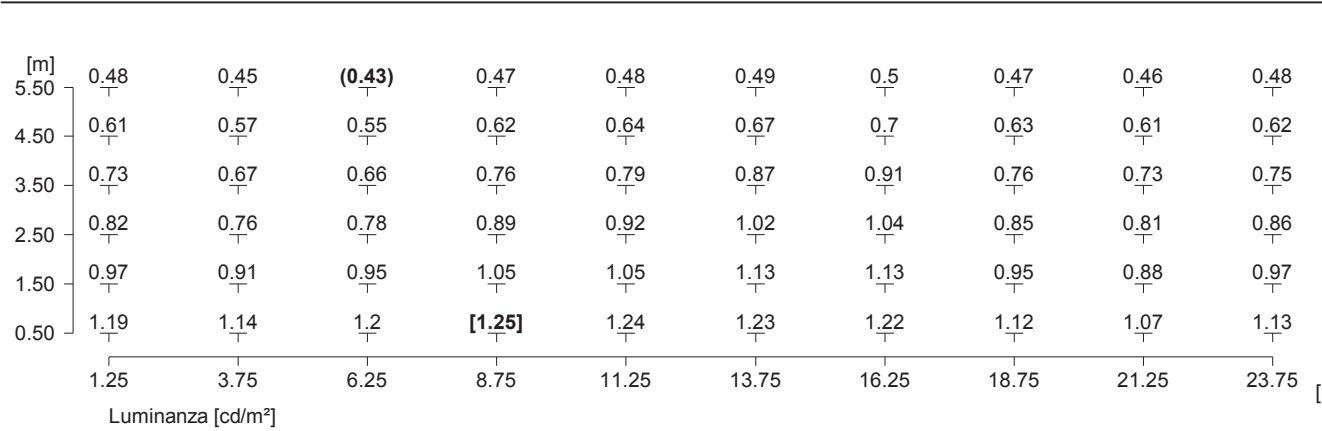 [m]
5.50 0.48 0.45 (0.43) 0.47 0.48 0.49 0.5 0.47 0.46 0.48
4.50 0.61 0.57 0.55 0.62 0.64 0.67 0.7 0.63 0.61 0.62
3.50 0.73 0.67 0.66 0.76 0.79 0.87 0.91 0.76 0.73 0.75
2.50 0.82 0.76 0.78 0.89 0.92 1.02 1.04 0.85 0.81 0.86
1.50 0.97 0.91 0.95 1.05 1.05 1.13 1.13 0.95 0.88 0.97
0.50 1.19 1.14 1.2 [1.25] 1.24 1.23 1.22 1.12 1.07 1.13
1.25 3.75 6.25 8.75 11.25 13.75 16.25 18.75 21.25 23.75 [
Luminanza [cd/m²]